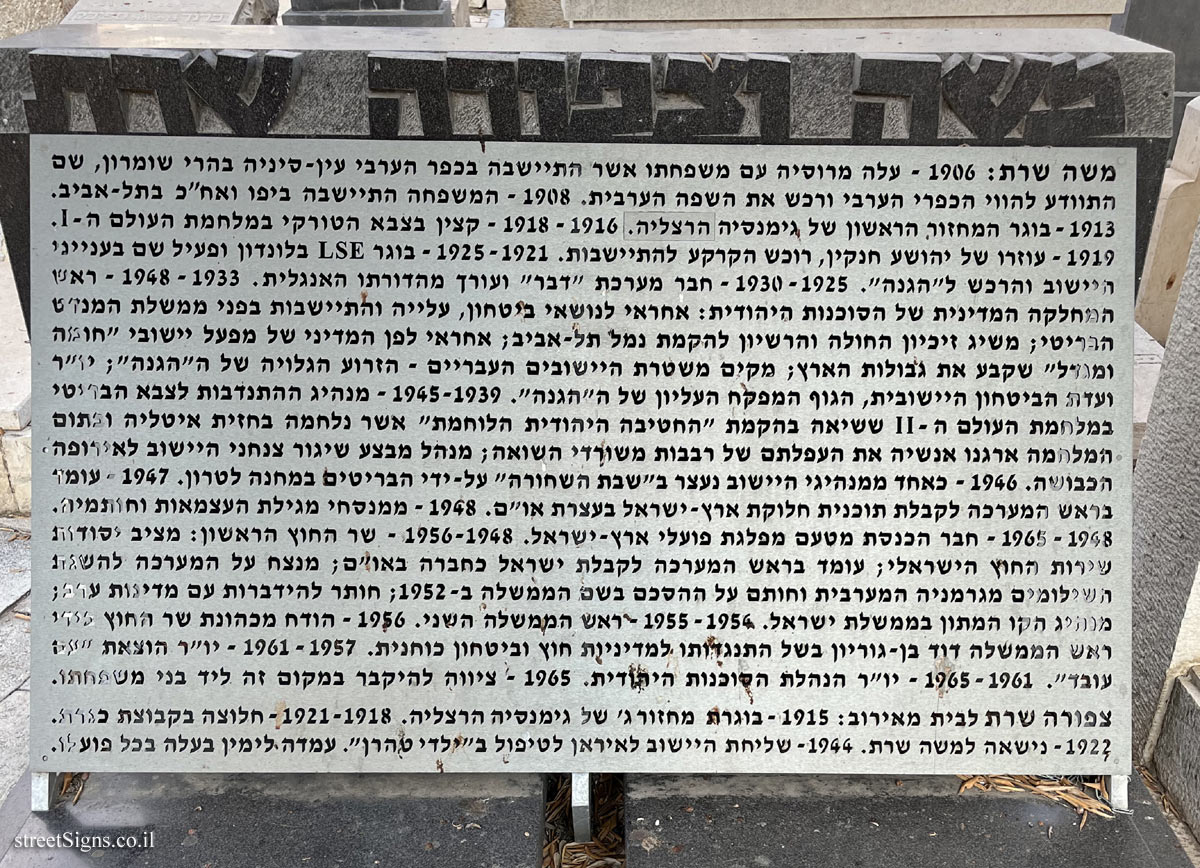 משה וצפורה שרת
משה שרת: 1906 - עלה מרוסיה עם משפחתו אשר התיישבה בכפר הערבי עין-סיניה בהרי שומרון, שם
התוודע להווי הכפרי הערבי ורכש את השפה הערבית. 1908 - המשפחה התיישבה ביפו ואח"כ בתל-אביב.
1913 - בוגר המחזור הראשון של גימנסיה הרצליה. 1916 - 1918 - קצין בצבא הטורקי במלחמת העולם ה-I.
1919 - עוזרו של יהושע חנקין, רוכש הקרקע להתיישבות. 1921-1925 - בוגר LSE בלונדון ופעיל שם בענייני
היישוב והרכש ל"הגנה". 1925-1930 - חבר מערכת "דבר" ועורך מהדורתו האנגלית. 1933-1948 - ראש
המחלקה המדינית של הסוכנות היהודית: אחראי לנושאי ביטחון, עלייה והתיישבות בפני ממשלת המנדט
הבריטי; משיג זיכיון החולה והרשיון להקמת נמל תל-אביב; אחראי לפן המדיני של מפעל יישובי "חומה
ומגדל" שקבע את גבולות הארץ; מקים משטרת היישובים העבריים - הזרוע הגלויה של ה"הגנה"; יו"ר
ועדת הביטחון היישובית, הגוף המפקח העליון של ה"הגנה". 1939-1945 - מנהיג ההתנדבות לצבא הבריטי
במלחמת העולם ה-II ששיאה בהקמת "החטיבה היהודית הלוחמת" אשר נלחמה בחזית איטליה ובתום
המלחמה ארגנו אנשיה את העפלתם של רבבות משורדי השואה; מנהל מבצע שיגור צנחני היישוב לאירופה
הכבושה. 1946 - כאחד ממנהיגי היישוב נעצר ב"שבת השחורה" על-ידי הבריטים במחנה לטרון. 1947 - עומד
בראש המערכה לקבלת תוכנית חלוקת ארץ-ישראל בעצרת או"ם. 1948 - ממנסחי מגילת העצמאות וחותמיה.
1948 - 1965 - חבר הכנסת מטעם מפלגת פועלי ארץ-ישראל. 1948-1956 - שר החוץ הראשון: מציב יסודות
שירות החוץ הישראלי; עומד בראש המערכה לקבלת ישראל כחברה באו"ם; מנצח על המערכה להשגת
השילומים מגרמניה המערבית וחותם על ההסכם בשם הממשלה ב-1952; חותר להידברות עם מדינות ערב;
מנהיג הקו המתון בממשלת ישראל. 1954 - 1955 - ראש הממשלה השני. 1956 - הודח מכהונת שר החוץ בידי
ראש הממשלה דוד בן-גוריון בשל התנגדותו למדיניות חוץ וביטחון כוחנית. 1957-1961 - יו"ר הוצאת "עם
עובד". 1961-1965 - יו"ר הנהלת הסוכנות היהודית. 1965 - ציווה להיקבר במקום זה ליד בני משפחתו.
צפורה שרת לבית מאירוב: 1915 - בוגרת מחזור ג' של גימנסיה הרצליה. 1918-1921 - חלוצה בקבוצת כנרת.
1922 - נישאה למשה שרת. 1944 - שליחת היישוב לאיראן לטיפול ב"ילדי טהרן". עמדה לימין בעלה בכל פועלו.
streetSigns.co.il